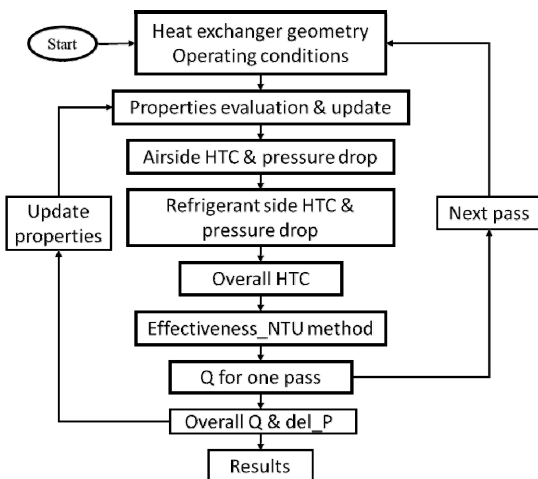 Start
Heat exchanger geometry
Operating conditions
Properties evaluation & update
Airside HTC & pressure drop
Refrigerant side HTC &
pressure drop
Update
properties
Next pass
Overall HTC
Effectiveness_NTU method
Q for one pass
Overall Q & del_P
Results